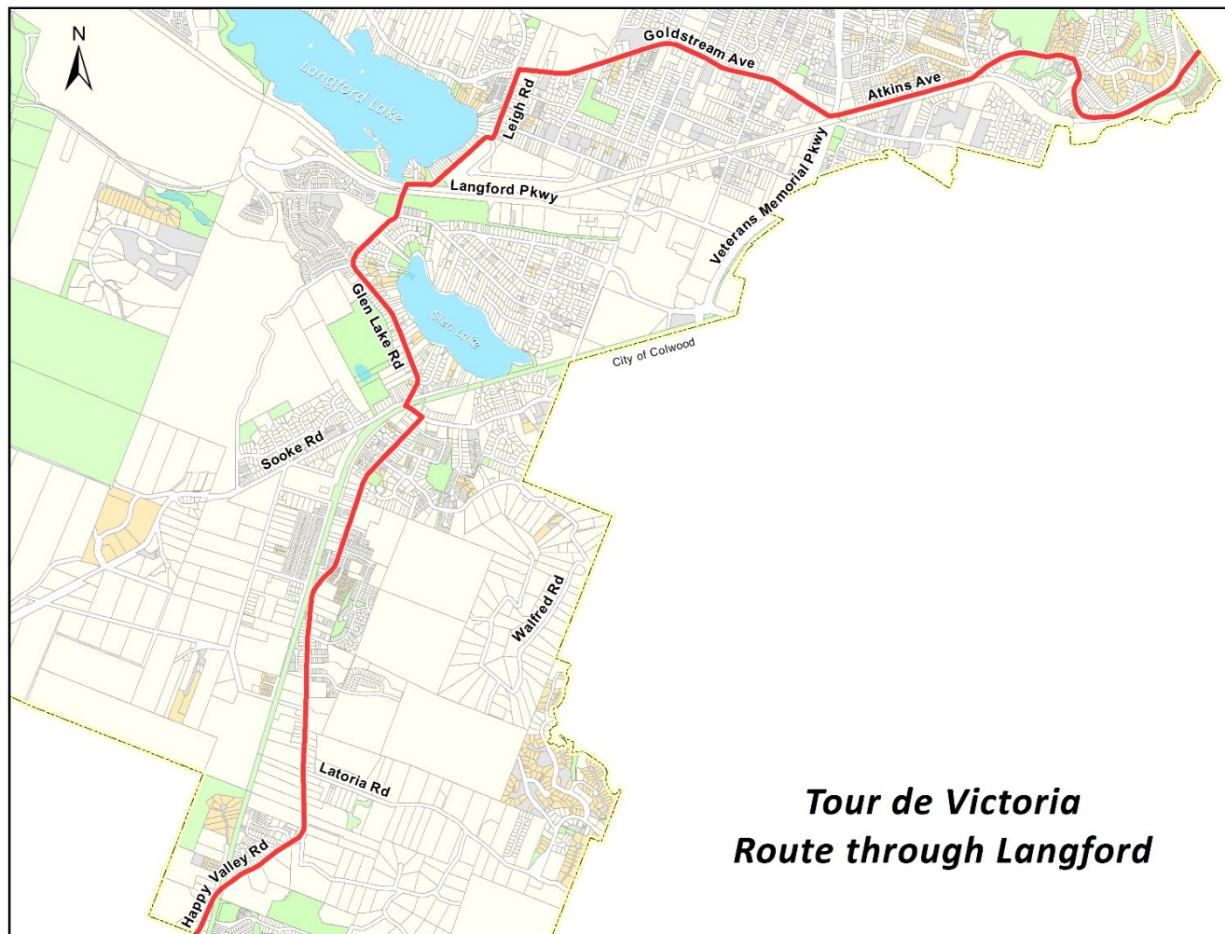 N
Goldstream Ave
Langford Lake
Leigh Rd
Atkins Ave
Langford Pkwy
Veterans Memorial Pkwy
Glen Lake Rd
Glen Lake
City of Colwood
Sooke Rd
Walfred Rd
Latoria Rd
Happy Valley Rd
Tour de Victoria
Route through Langford